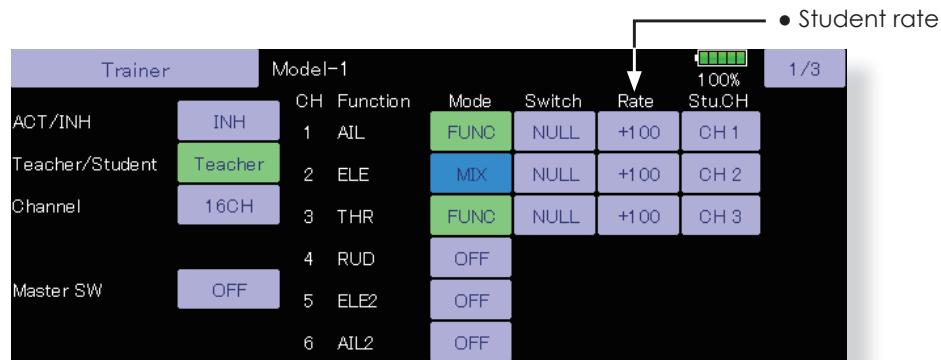 ● Student rate
Trainer Model-1 100% 1/3
CH Function Mode Switch Rate Stu.CH
ACT/INH INH 1 AIL FUNC NULL +100 CH 1
Teacher/Student Teacher 2 ELE MIX NULL +100 CH 2
Channel 16CH 3 THR FUNC NULL +100 CH 3
4 RUD OFF
Master SW OFF 5 ELE2 OFF
6 AIL2 OFF